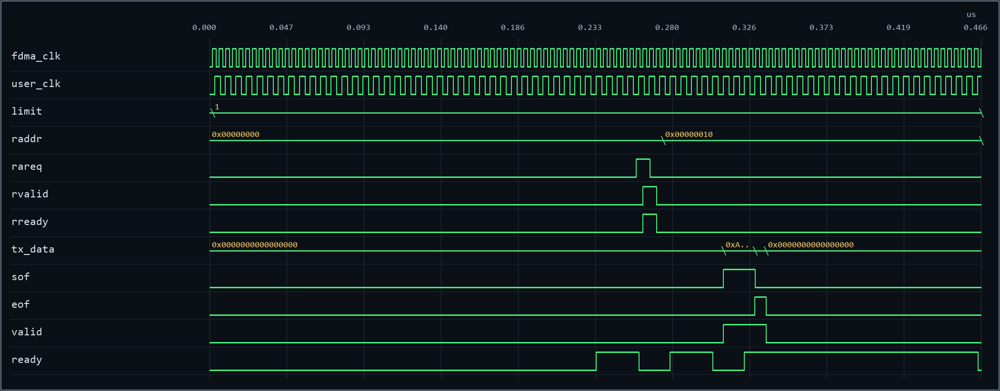 us
0.000 0.047 0.093 0.140 0.186 0.233 0.280 0.326 0.373 0.419 0.466
fdma_clk
user_clk
limit 1
raddr 0x00000000 0x00000010
rareq
rvalid
rready
tx_data 0x0000000000000000 0xA.. 0x0000000000000000
sof
eof
valid
ready